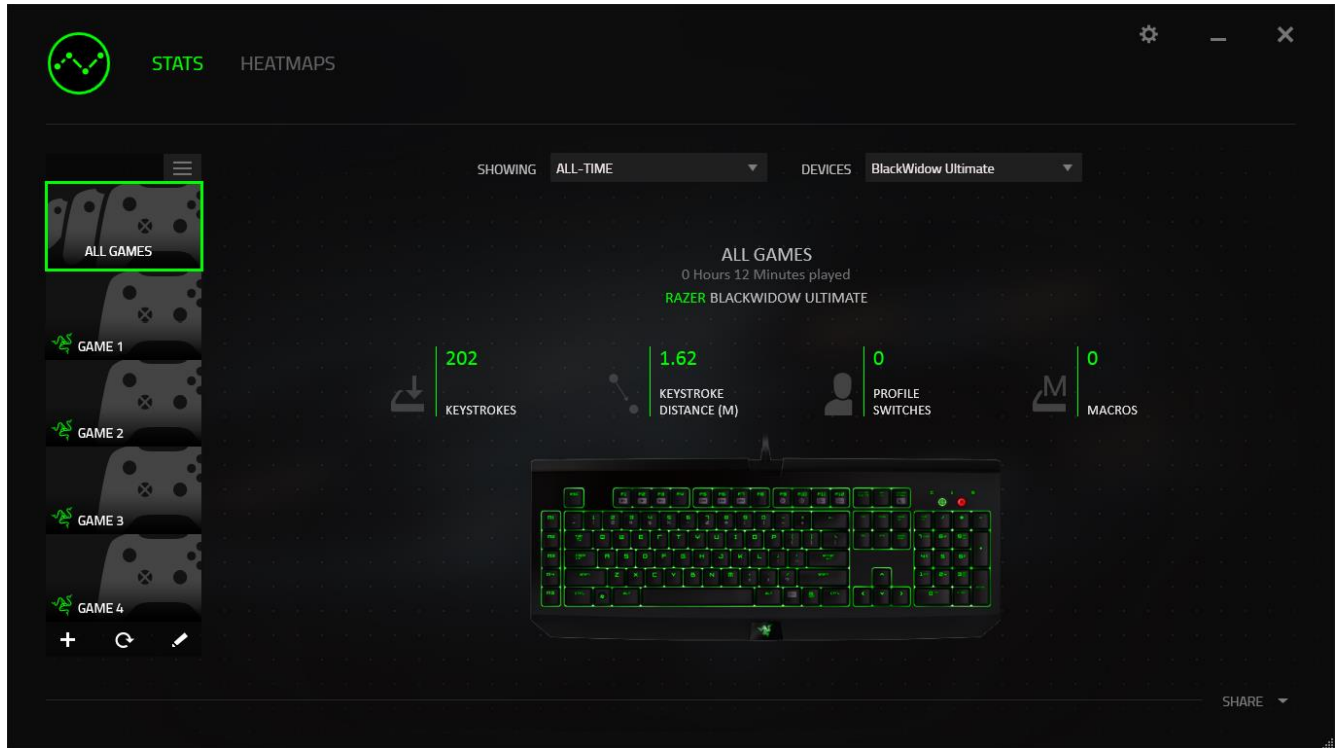 STATS
HEATMAPS
SHOWING
ALL-TIME
DEVICES
BlackWidow Ultimate
ALL GAMES
GAME 1
GAME 2
GAME 3
GAME 4
ALL GAMES
0 Hours 12 Minutes played
RAZER BLACKWIDOW ULTIMATE
202
KEYSTROKES
1.62
KEYSTROKE
DISTANCE (M)
0
PROFILE
SWITCHES
M
0
MACROS
SHARE